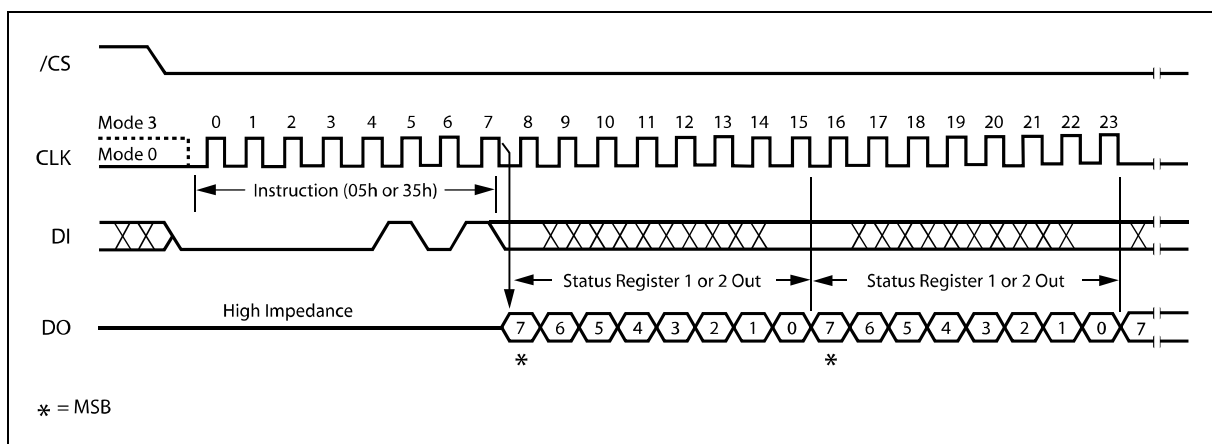 /CS
Mode 3
0 1 2 3 4 5 6 7 8 9 10 11 12 13 14 15 16 17 18 19 20 21 22 23
CLK
Mode 0
Instruction (05h or 35h)
DI
Status Register 1 or 2 Out
Status Register 1 or 2 Out
High Impedance
DO
7 6 5 4 3 2 1 0 7 6 5 4 3 2 1 0 7
* *
* = MSB